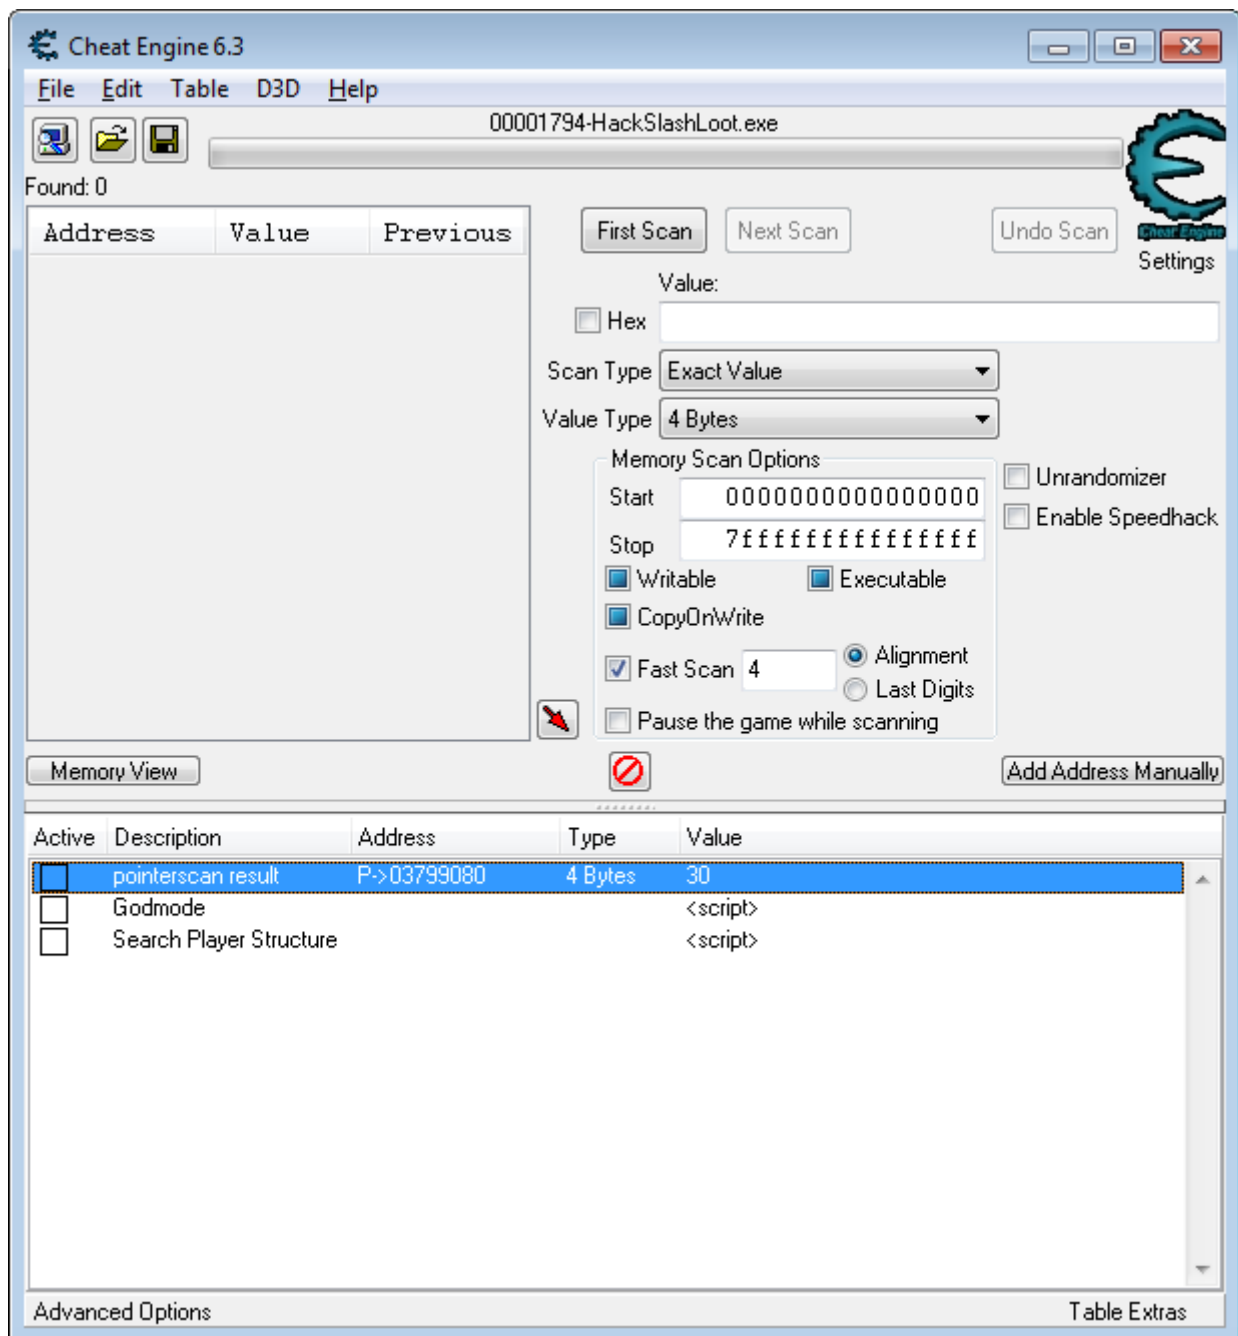 Cheat Engine 6.3
File Edit Table D3D Help
00001794-HackSlashLoot.exe
Found: 0
Address Value Previous
First Scan Next Scan Undo Scan
Cheat Engine
Settings
Value:
Hex
Scan Type Exact Value
Value Type 4 Bytes
Memory Scan Options
Start 0000000000000000
Stop 7fffffffffffffff
Unrandomizer
Enable Speedhack
Writable Executable
CopyOnWrite
Fast Scan 4 Alignment
Last Digits
Pause the game while scanning
Memory View Add Address Manually
Active Description Address Type Value
pointerscan result P->03799080 4 Bytes 30
Godmode <script>
Search Player Structure <script>
Advanced Options Table Extras